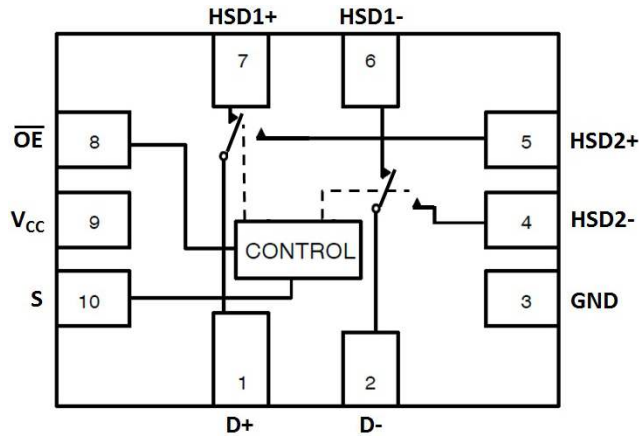 HSD1+ HSD1-
7 6
OE 8 5 HSD2+
VCC 9 4 HSD2-
CONTROL
S 10 3 GND
1 2
D+ D-